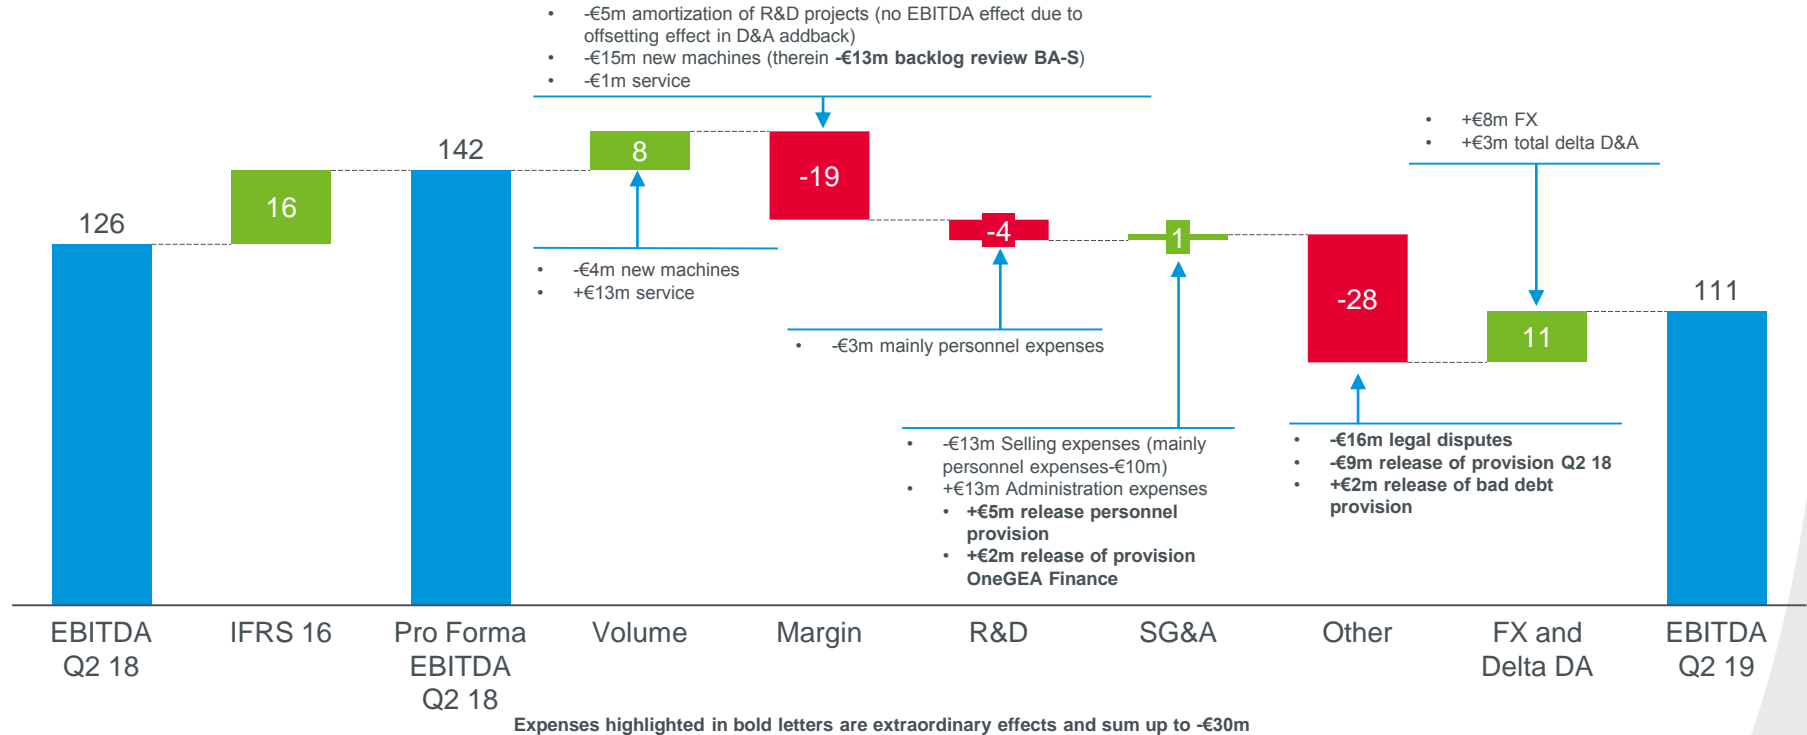 • -€5m amortization of R&D projects (no EBITDA effect due to
offsetting effect in D&A addback)
• -€15m new machines (therein -€13m backlog review BA-S)
• -€1m service
• +€8m FX
• +€3m total delta D&A
126
16
142
8
-19
-4
1
-28
11
111
• -€4m new machines
• +€13m service
• -€3m mainly personnel expenses
• -€13m Selling expenses (mainly
personnel expenses-€10m)
• +€13m Administration expenses
• +€5m release personnel
provision
• +€2m release of provision
OneGEA Finance
• -€16m legal disputes
• -€9m release of provision Q2 18
• +€2m release of bad debt
provision
EBITDA
Q2 18
IFRS 16
Pro Forma
EBITDA
Q2 18
Volume
Margin
R&D
SG&A
Other
FX and
Delta DA
EBITDA
Q2 19
Expenses highlighted in bold letters are extraordinary effects and sum up to -€30m